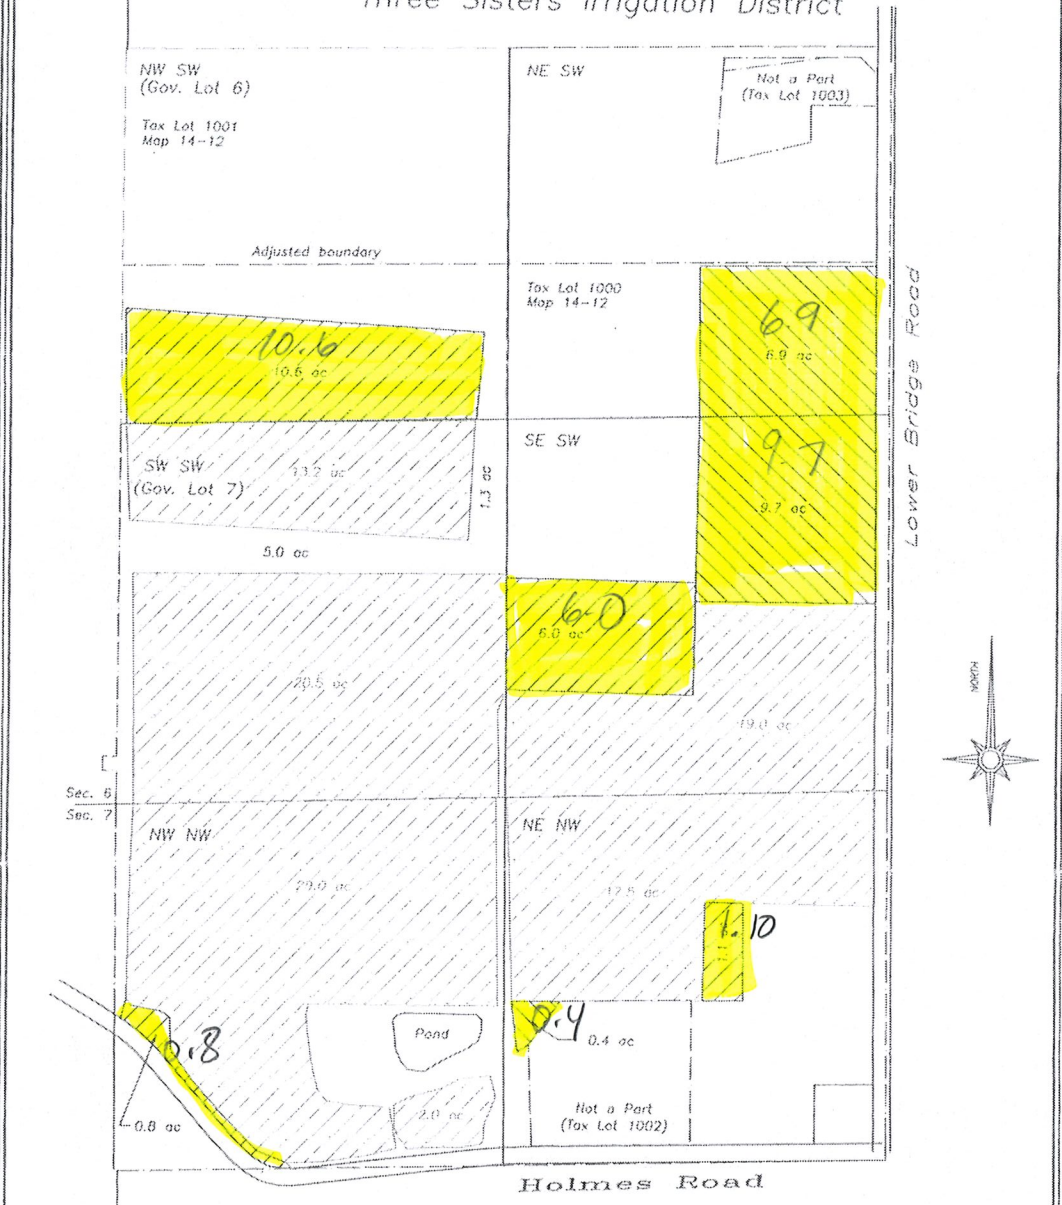 Three Sisters Irrigation District
NW SW
(Gov. Lot 6)
Tax Lot 1001
Map 14-12
NE SW
Not a Part
(Tax Lot 1003)
Adjusted boundary
Tax Lot 1000
Map 14-12
6.9
6.9 ac
10.6
10.6 ac
Lower Bridge Road
SW SW
(Gov. Lot 7)
13.2 ac
1.3 ac
SE SW
9.7
9.7 ac
5.0 ac
6.0
6.0 ac
20.5 ac
19.0 ac
NORTH
Sec. 6
Sec. 7
NW NW
NE NW
29.0 ac
17.5 ac
1.10
0.8
0.8 ac
Pond
2.0 ac
0.4
0.4 ac
Not a Part
(Tax Lot 1002)
Holmes Road